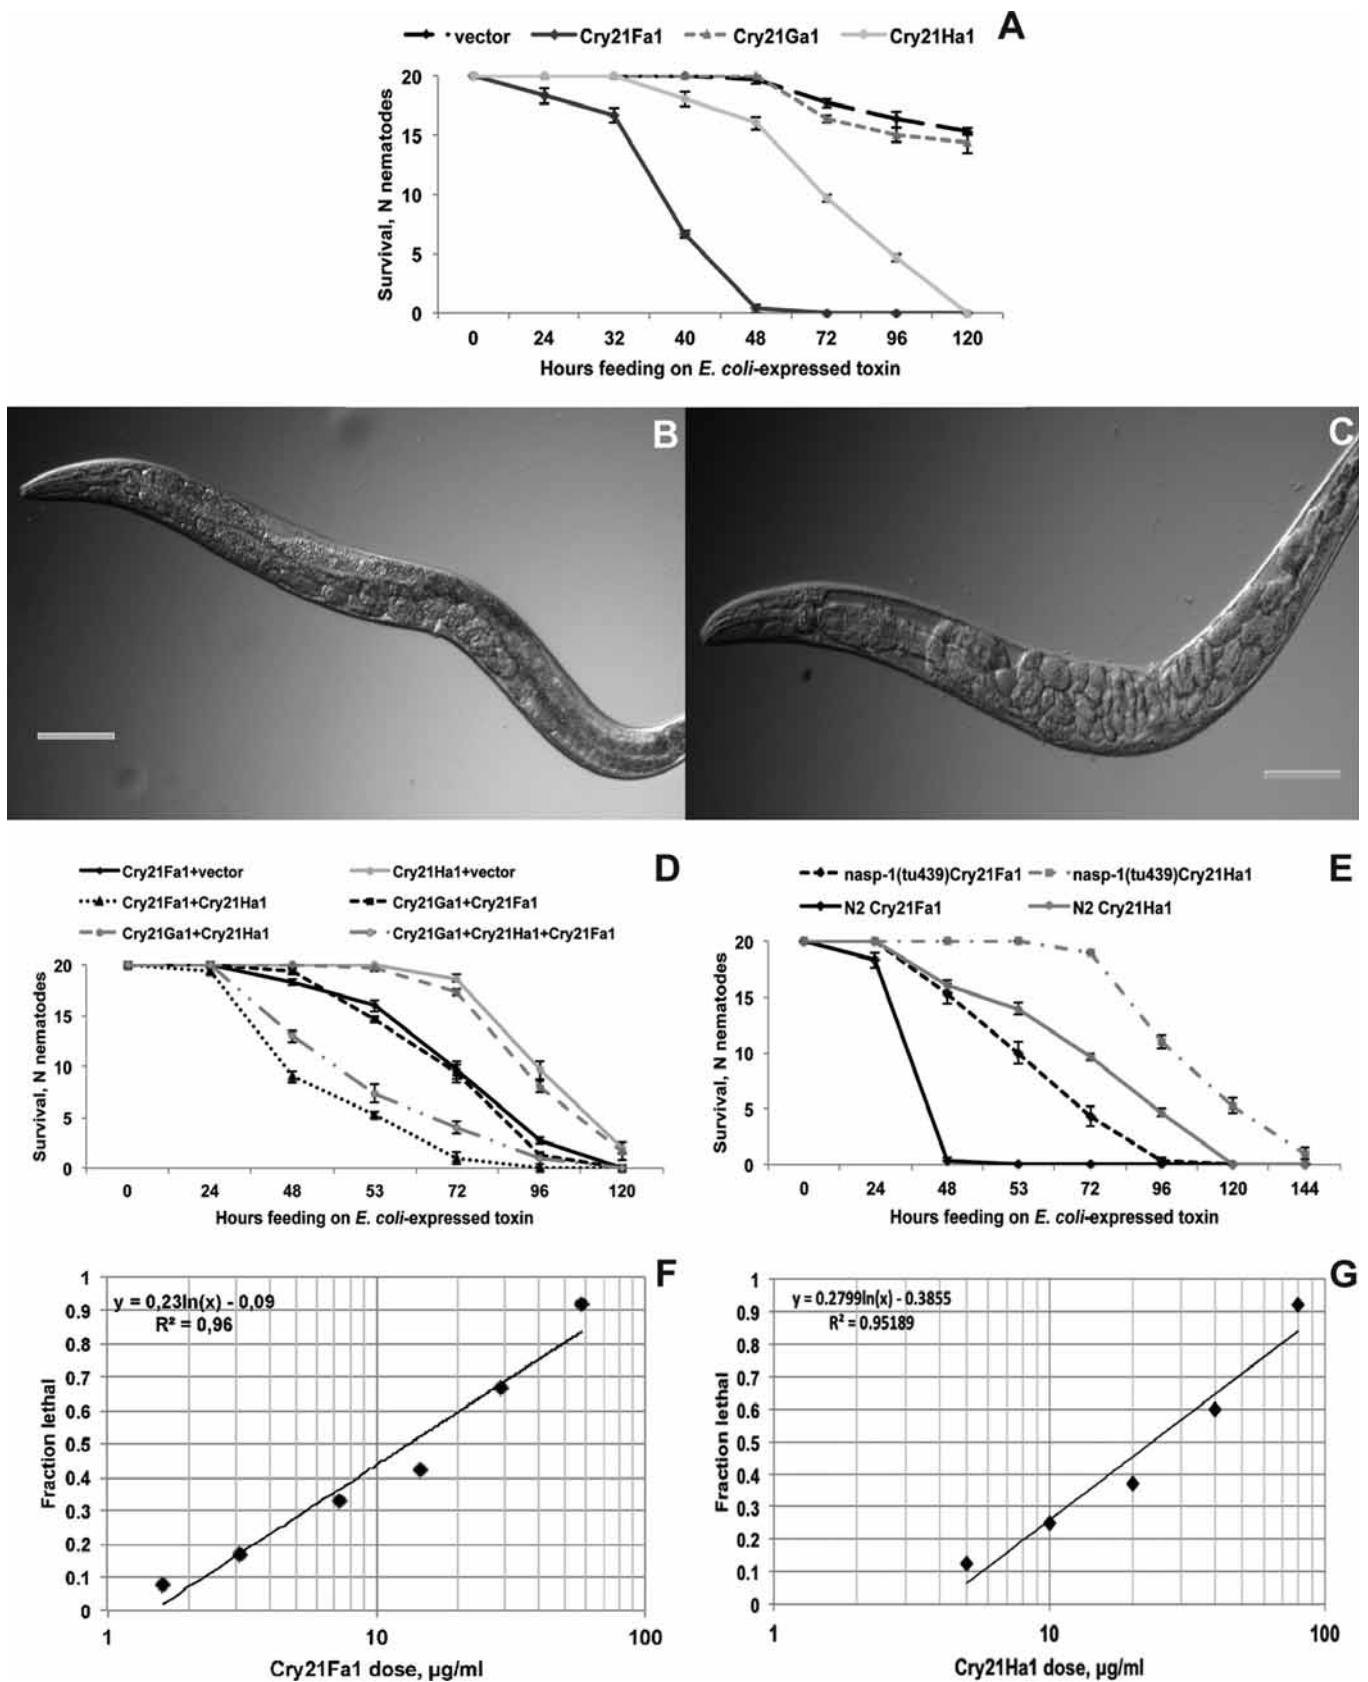 A
vector Cry21Fa1 Cry21Ga1 Cry21Ha1
Survival, N nematodes
20
15
10
5
0
0 24 32 40 48 72 96 120
Hours feeding on E. coli-expressed toxin
B
C
D
Cry21Fa1+vector Cry21Ha1+vector
Cry21Fa1+Cry21Ha1 Cry21Ga1+Cry21Fa1
Cry21Ga1+Cry21Ha1 Cry21Ga1+Cry21Ha1+Cry21Fa1
Survival, N nematodes
20
15
10
5
0
0 24 48 53 72 96 120
Hours feeding on E. coli-expressed toxin
E
nasp-1(tu439)Cry21Fa1 nasp-1(tu439)Cry21Ha1
N2 Cry21Fa1 N2 Cry21Ha1
Survival, N nematodes
20
15
10
5
0
0 24 48 53 72 96 120 144
Hours feeding on E. coli-expressed toxin
F
y = 0,23ln(x) - 0,09
R² = 0,96
Fraction lethal
1
0.9
0.8
0.7
0.6
0.5
0.4
0.3
0.2
0.1
0
1 10 100
Cry21Fa1 dose, µg/ml
G
y = 0.2799ln(x) - 0.3855
R² = 0.95189
Fraction lethal
1
0.9
0.8
0.7
0.6
0.5
0.4
0.3
0.2
0.1
0
1 10 100
Cry21Ha1 dose, µg/ml